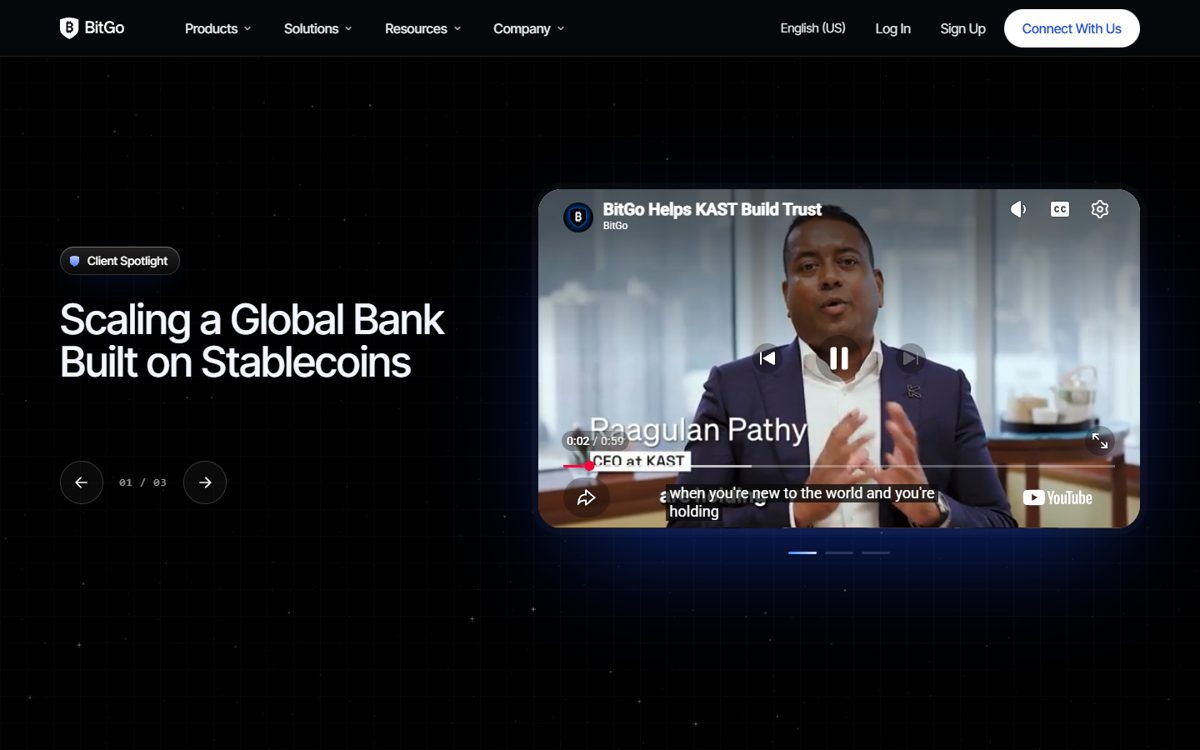 BitGo
Products
Solutions
Resources
Company
English (US)
Log In
Sign Up
Connect With Us
Client Spotlight
Scaling a Global Bank
Built on Stablecoins
01 / 03
BitGo Helps KAST Build Trust
BitGo
CC
Raagulan Pathy
0:02 / 0:59
CEO at KAST
when you're new to the world and you're
holding
YouTube